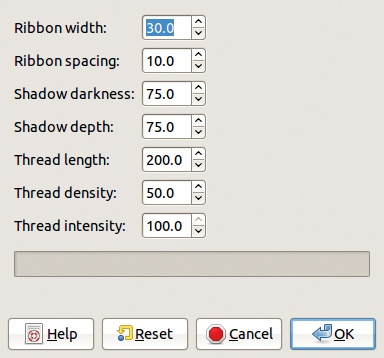 Ribbon width: 30.0
Ribbon spacing: 10.0
Shadow darkness: 75.0
Shadow depth: 75.0
Thread length: 200.0
Thread density: 50.0
Thread intensity: 100.0
Help Reset Cancel OK